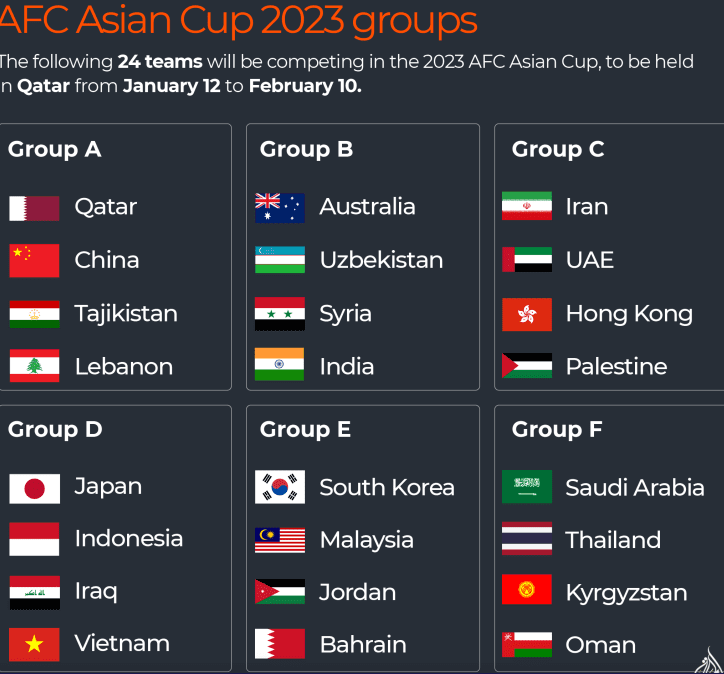 AFC Asian Cup 2023 groups
The following 24 teams will be competing in the 2023 AFC Asian Cup, to be held
in Qatar from January 12 to February 10.
Group A
Qatar
China
Tajikistan
Lebanon
Group B
Australia
Uzbekistan
Syria
India
Group C
Iran
UAE
Hong Kong
Palestine
Group D
Japan
Indonesia
Iraq
Vietnam
Group E
South Korea
Malaysia
Jordan
Bahrain
Group F
Saudi Arabia
Thailand
Kyrgyzstan
Oman